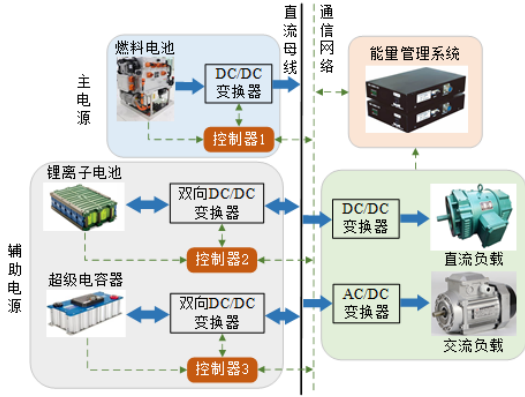 主电源
燃料电池
DC/DC
变换器
控制器1
直流母线
通信网络
能量管理系统
辅助电源
锂离子电池
双向DC/DC
变换器
控制器2
超级电容器
双向DC/DC
变换器
控制器3
DC/DC
变换器
直流负载
AC/DC
变换器
交流负载